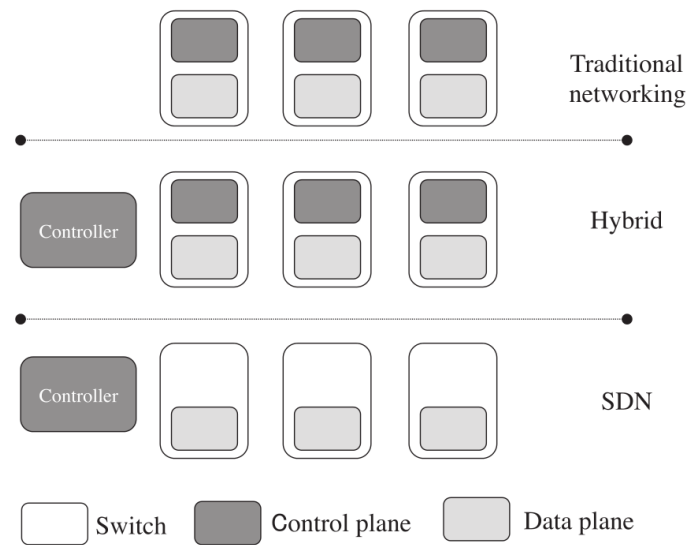 Traditional
networking
Controller
Hybrid
Controller
SDN
Switch
Control plane
Data plane